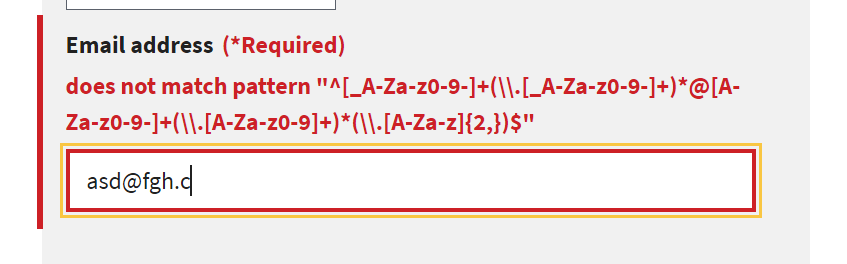 Email address (*Required)
does not match pattern "^[_A-Za-z0-9-]+(\\.[_A-Za-z0-9-]+)*@[A-
Za-z0-9-]+(\\.[A-Za-z0-9]+)*(\\.[A-Za-z]{2,})$"
asd@fgh.c